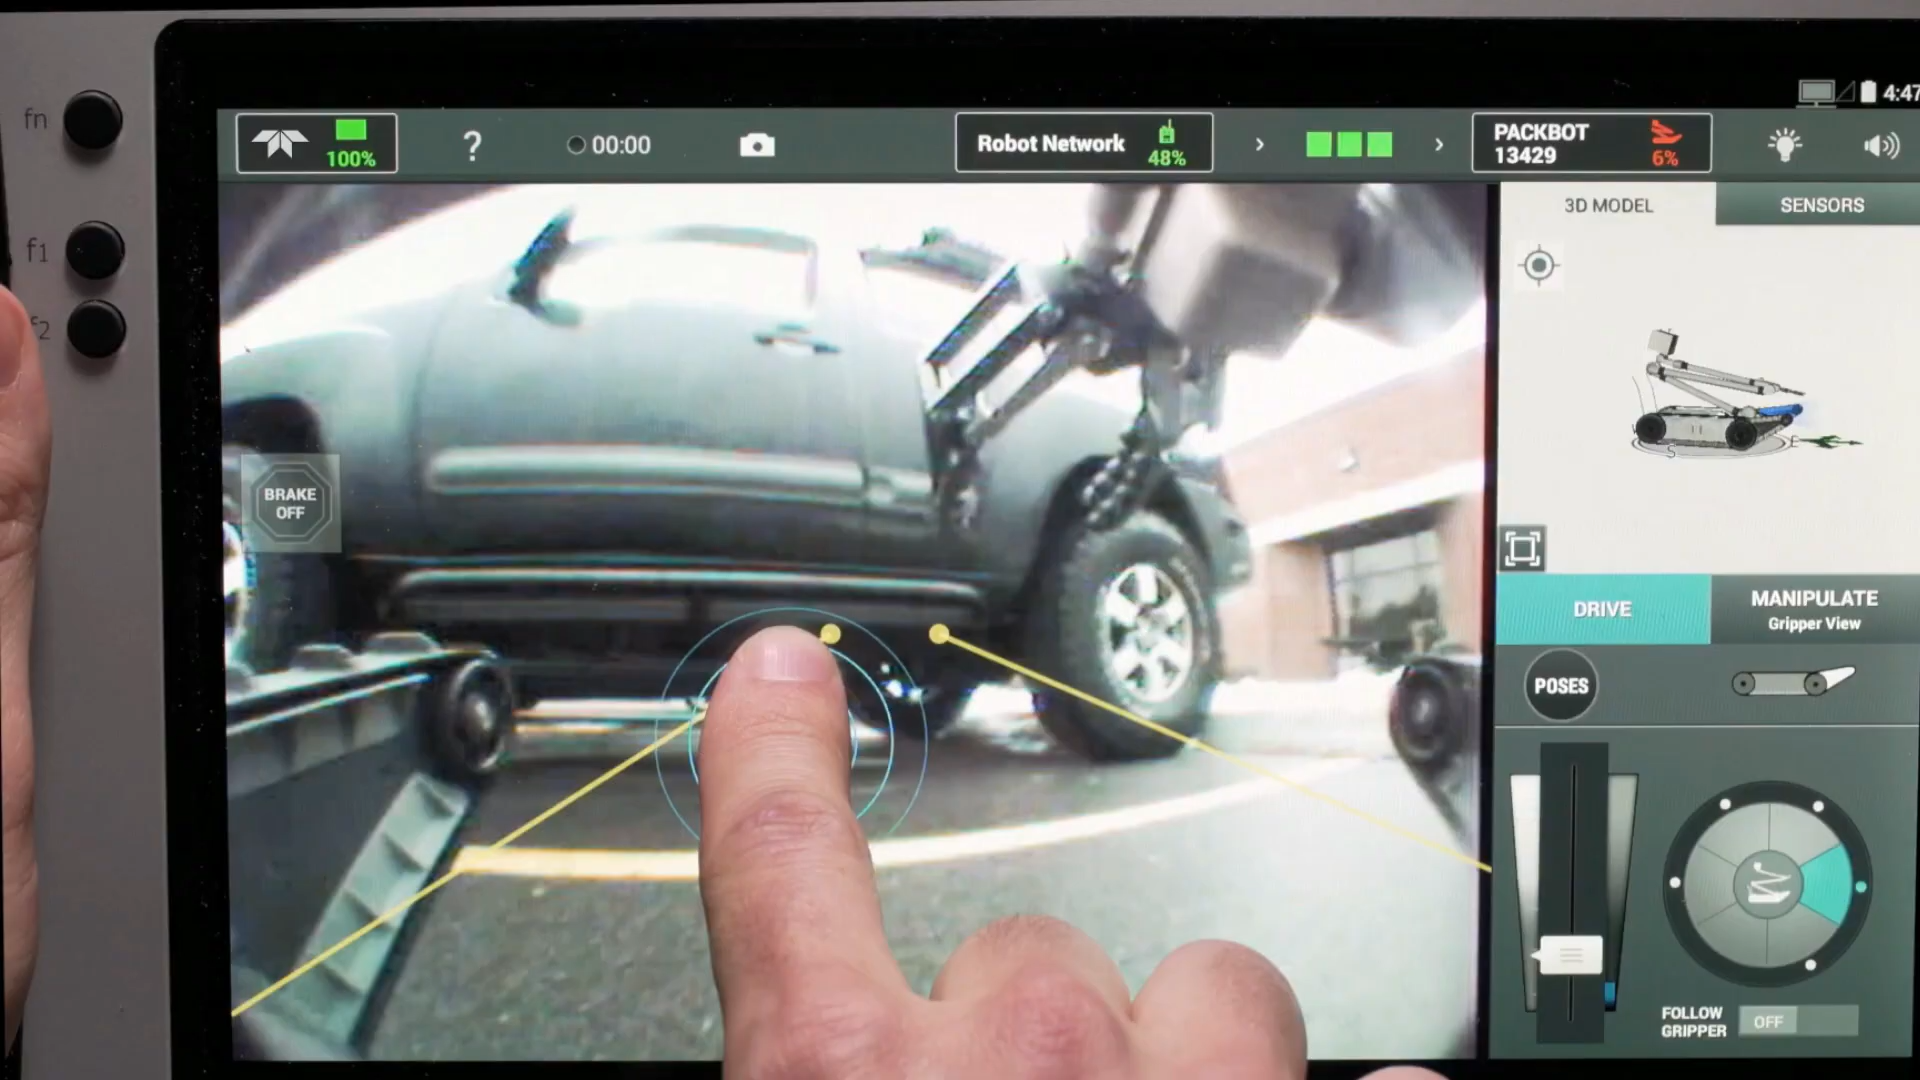 fn
f1
f2
4:47
100%
?
00:00
Robot Network
48%
PACKBOT
13429
6%
3D MODEL
SENSORS
BRAKE
OFF
S
E
DRIVE
MANIPULATE
Gripper View
POSES
FOLLOW
GRIPPER
OFF